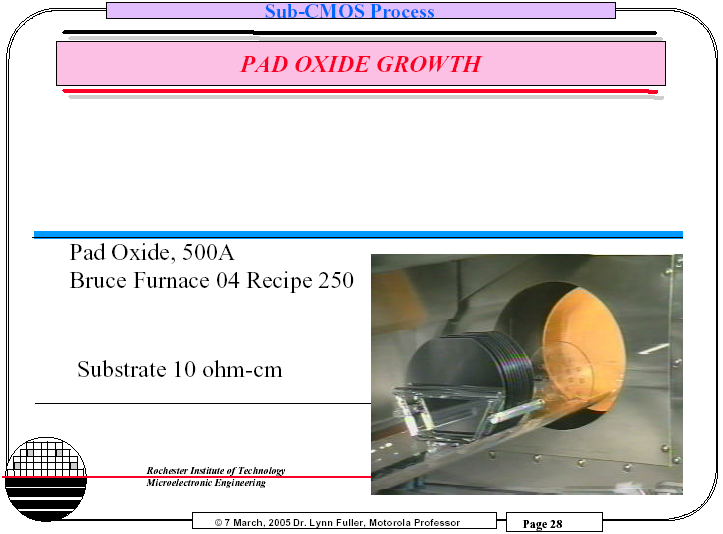 Sub-CMOS Process
PAD OXIDE GROWTH
Pad Oxide, 500A
Bruce Furnace 04 Recipe 250
Substrate 10 ohm-cm
Rochester Institute of Technology
Microelectronic Engineering
© 7 March, 2005 Dr. Lynn Fuller, Motorola Professor
Page 28